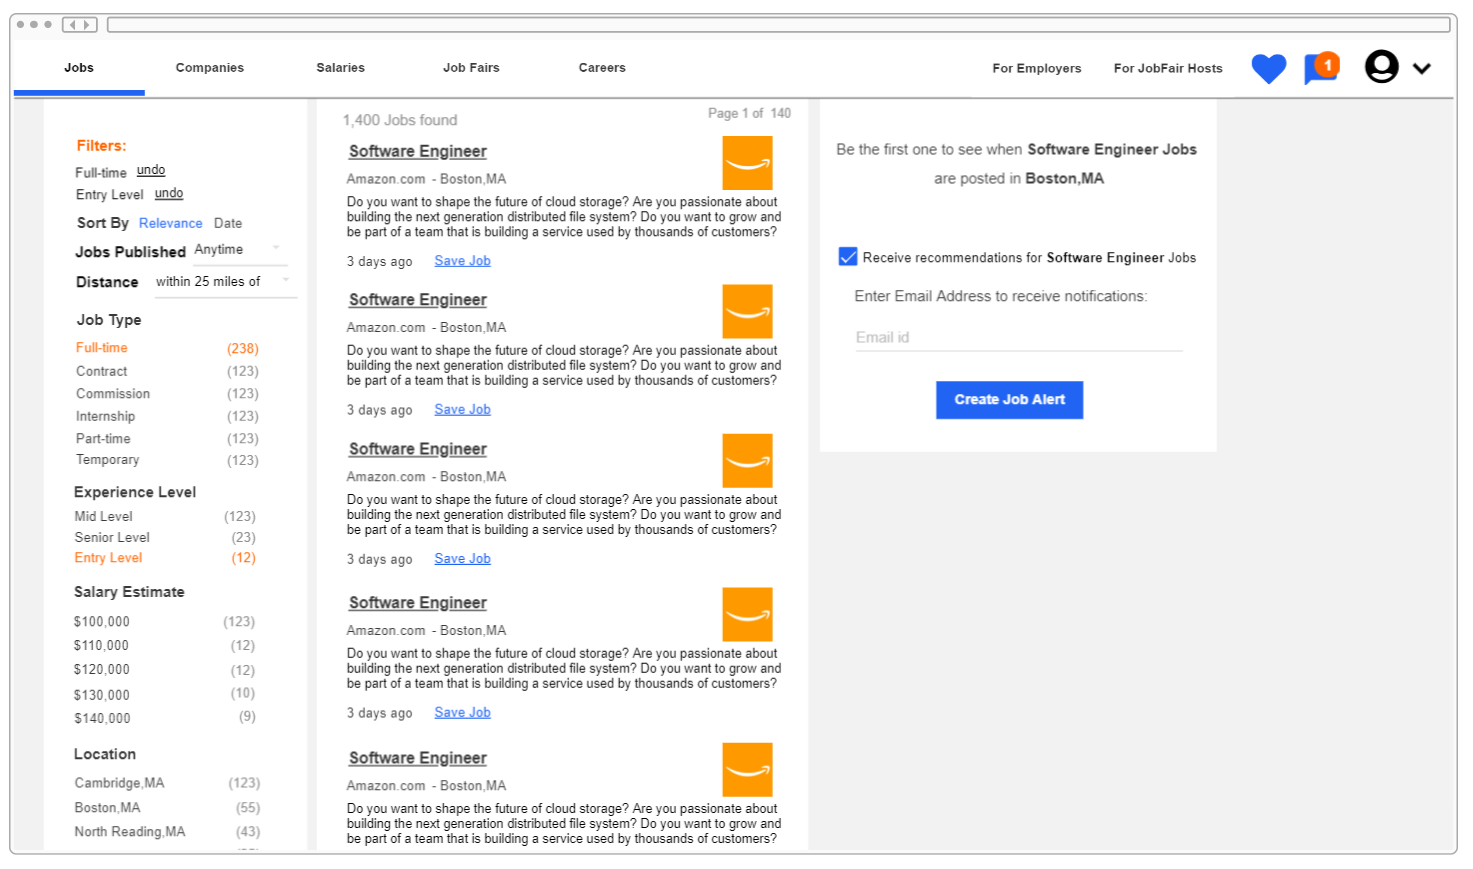 Jobs Companies Salaries Job Fairs Careers For Employers For JobFair Hosts 1
Filters:
Full-time undo
Entry Level undo
Sort By Relevance Date
Jobs Published Anytime
Distance within 25 miles of
Job Type
Full-time (238)
Contract (123)
Commission (123)
Internship (123)
Part-time (123)
Temporary (123)
Experience Level
Mid Level (123)
Senior Level (23)
Entry Level (12)
Salary Estimate
$100,000 (123)
$110,000 (12)
$120,000 (12)
$130,000 (10)
$140,000 (9)
Location
Cambridge,MA (123)
Boston,MA (55)
North Reading,MA (43)
1,400 Jobs found Page 1 of 140
Software Engineer
Amazon.com - Boston,MA
Do you want to shape the future of cloud storage? Are you passionate about
building the next generation distributed file system? Do you want to grow and
be part of a team that is building a service used by thousands of customers?
3 days ago Save Job
Software Engineer
Amazon.com - Boston,MA
Do you want to shape the future of cloud storage? Are you passionate about
building the next generation distributed file system? Do you want to grow and
be part of a team that is building a service used by thousands of customers?
3 days ago Save Job
Software Engineer
Amazon.com - Boston,MA
Do you want to shape the future of cloud storage? Are you passionate about
building the next generation distributed file system? Do you want to grow and
be part of a team that is building a service used by thousands of customers?
3 days ago Save Job
Software Engineer
Amazon.com - Boston,MA
Do you want to shape the future of cloud storage? Are you passionate about
building the next generation distributed file system? Do you want to grow and
be part of a team that is building a service used by thousands of customers?
3 days ago Save Job
Software Engineer
Amazon.com - Boston,MA
Do you want to shape the future of cloud storage? Are you passionate about
building the next generation distributed file system? Do you want to grow and
be part of a team that is building a service used by thousands of customers?
Be the first one to see when Software Engineer Jobs
are posted in Boston,MA
Receive recommendations for Software Engineer Jobs
Enter Email Address to receive notifications:
Email id
Create Job Alert